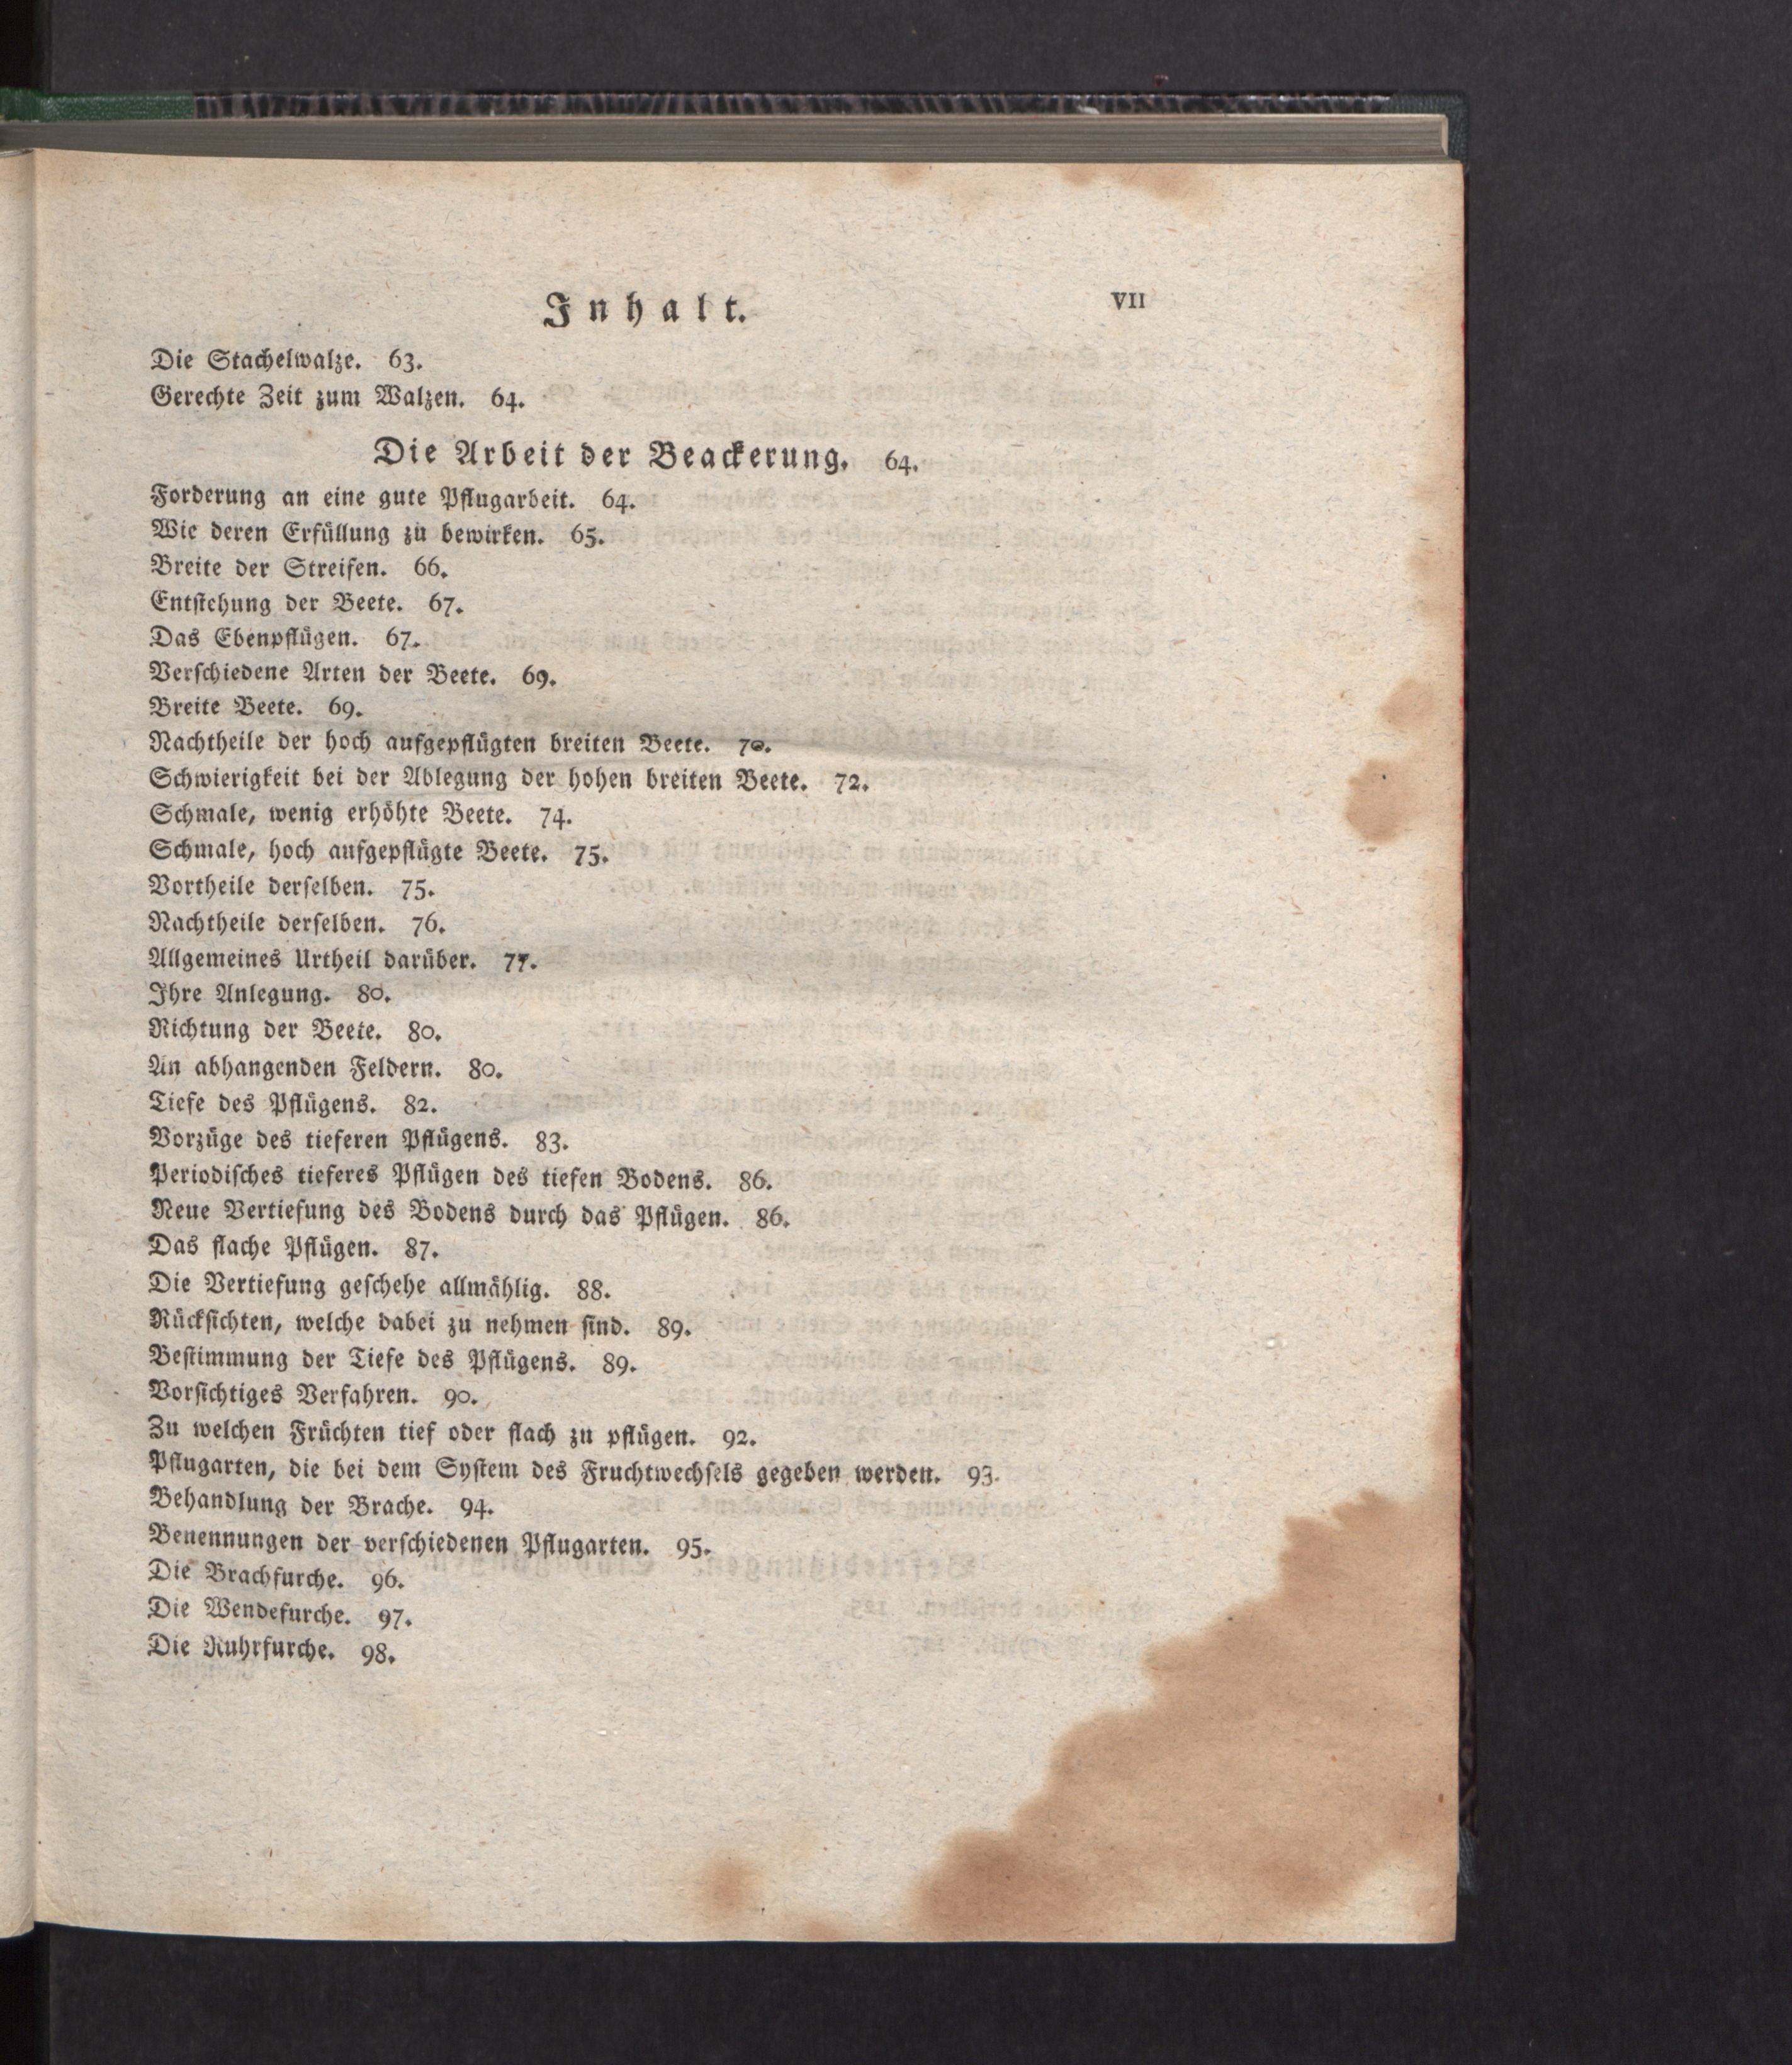 Inhalt. VII
Die Stachelwalze. 63.
Gerechte Zeit zum Walzen. 64.
Die Arbeit der Beackerung. 64.
Forderung an eine gute Pflugarbeit. 64.
Wie deren Erfüllung zu bewirken. 65.
Breite der Streifen. 66.
Entstehung der Beete. 67.
Das Ebenpflügen. 67.
Verschiedene Arten der Beete. 69.
Breite Beete. 69.
Nachtheile der hoch aufgepflügten breiten Beete. 70.
Schwierigkeit bei der Ablegung der hohen breiten Beete. 72.
Schmale, wenig erhöhte Beete. 74.
Schmale, hoch aufgepflügte Beete. 75.
Vortheile derselben. 75.
Nachtheile derselben. 76.
Allgemeines Urtheil darüber. 77.
Ihre Anlegung. 80.
Richtung der Beete. 80.
An abhangenden Feldern. 80.
Tiefe des Pflügens. 82.
Vorzüge des tieferen Pflügens. 83.
Periodisches tieferes Pflügen des tiefen Bodens. 86.
Neue Vertiefung des Bodens durch das Pflügen. 86.
Das flache Pflügen. 87.
Die Vertiefung geschehe allmählig. 88.
Rücksichten, welche dabei zu nehmen sind. 89.
Bestimmung der Tiefe des Pflügens. 89.
Vorsichtiges Verfahren. 90.
Zu welchen Früchten tief oder flach zu pflügen. 92.
Pflugarten, die bei dem System des Fruchtwechsels gegeben werden. 93.
Behandlung der Brache. 94.
Benennungen der verschiedenen Pflugarten. 95.
Die Brachfurche. 96.
Die Wendefurche. 97.
Die Ruhrfurche. 98.